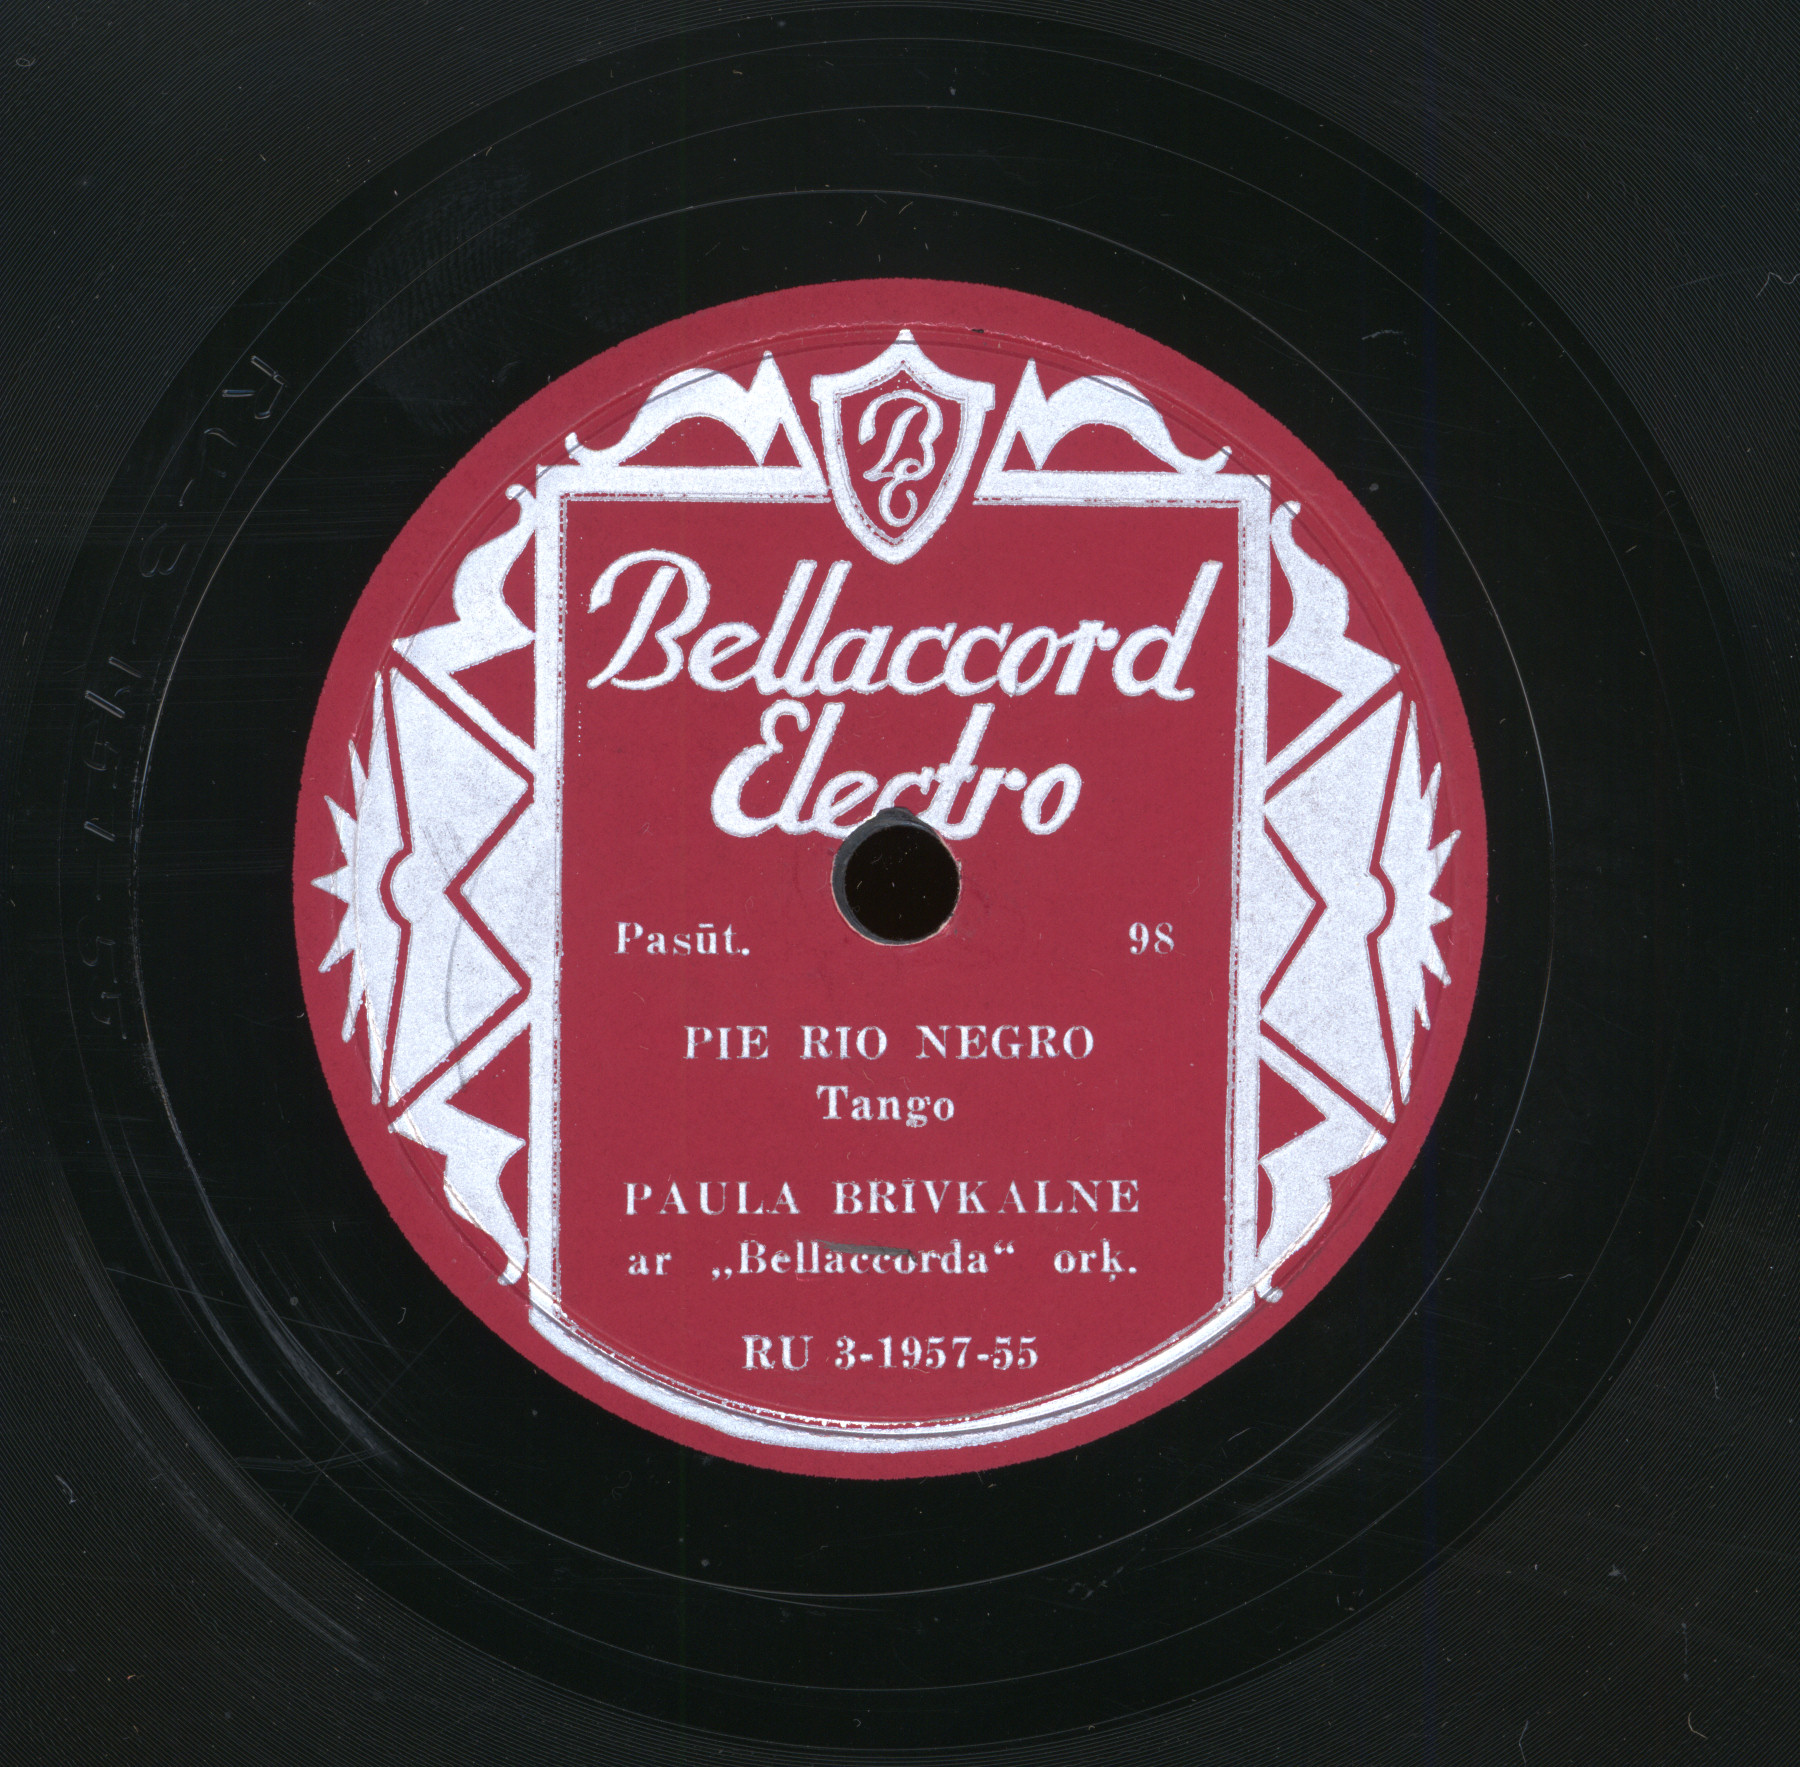 BE
Bellaccord
Electro
Pasūt. 98
PIE RIO NEGRO
Tango
PAULA BRĪVKALNE
ar „Bellaccorda“ orķ.
RU 3-1957-55